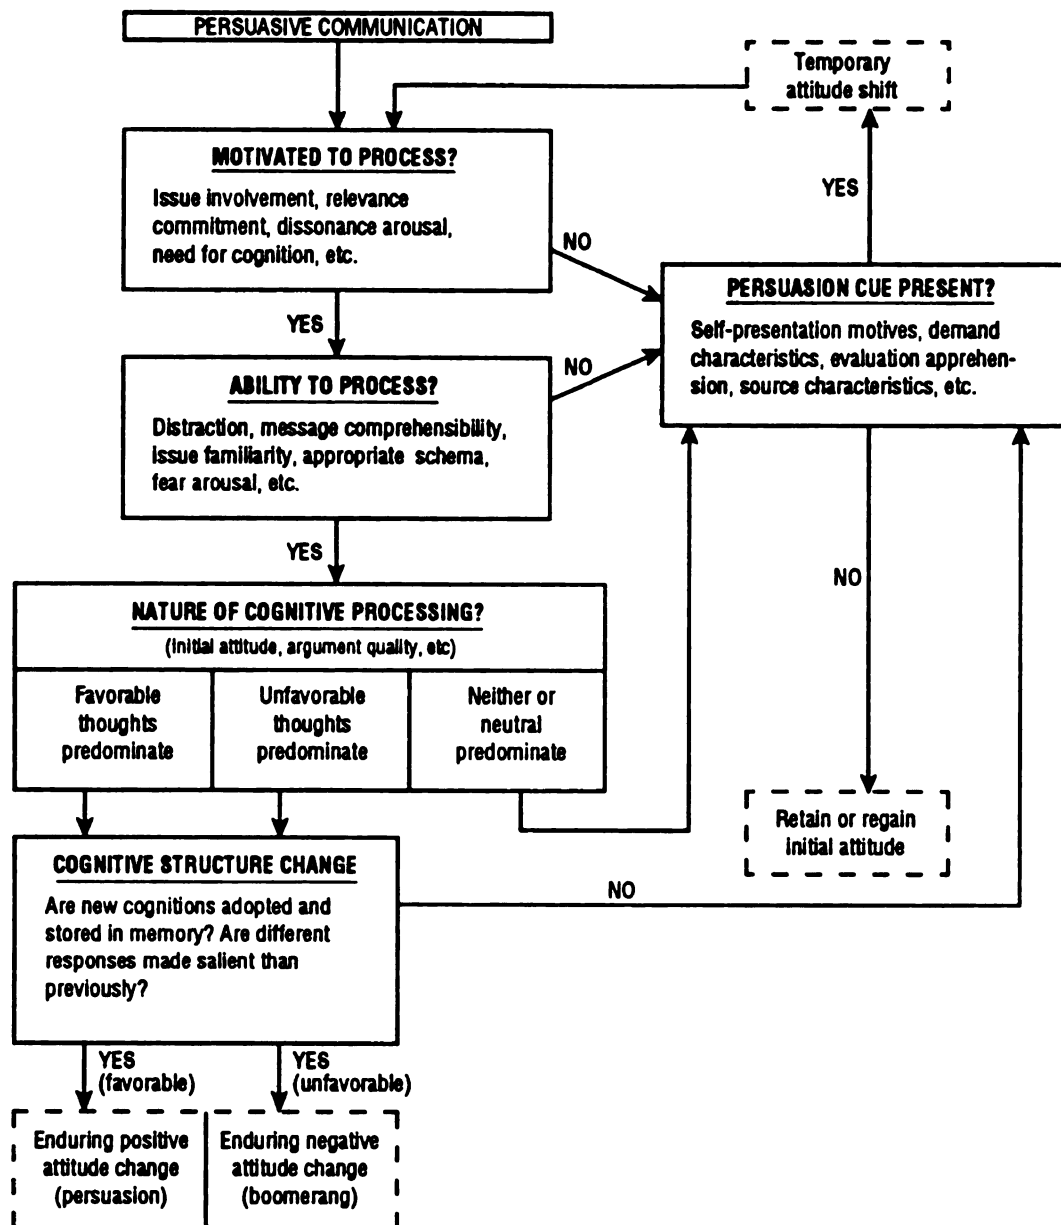 PERSUASIVE COMMUNICATION
Temporary
attitude shift
MOTIVATED TO PROCESS?
Issue involvement, relevance
commitment, dissonance arousal,
need for cognition, etc.
YES
NO
PERSUASION CUE PRESENT?
Self-presentation motives, demand
characteristics, evaluation apprehen-
sion, source characteristics, etc.
YES
NO
ABILITY TO PROCESS?
Distraction, message comprehensibility,
issue familiarity, appropriate schema,
fear arousal, etc.
YES
NO
NATURE OF COGNITIVE PROCESSING?
(initial attitude, argument quality, etc)
Favorable
thoughts
predominate
Unfavorable
thoughts
predominate
Neither or
neutral
predominate
Retain or regain
initial attitude
COGNITIVE STRUCTURE CHANGE
Are new cognitions adopted and
stored in memory? Are different
responses made salient than
previously?
NO
YES
(favorable)
YES
(unfavorable)
Enduring positive
attitude change
(persuasion)
Enduring negative
attitude change
(boomerang)